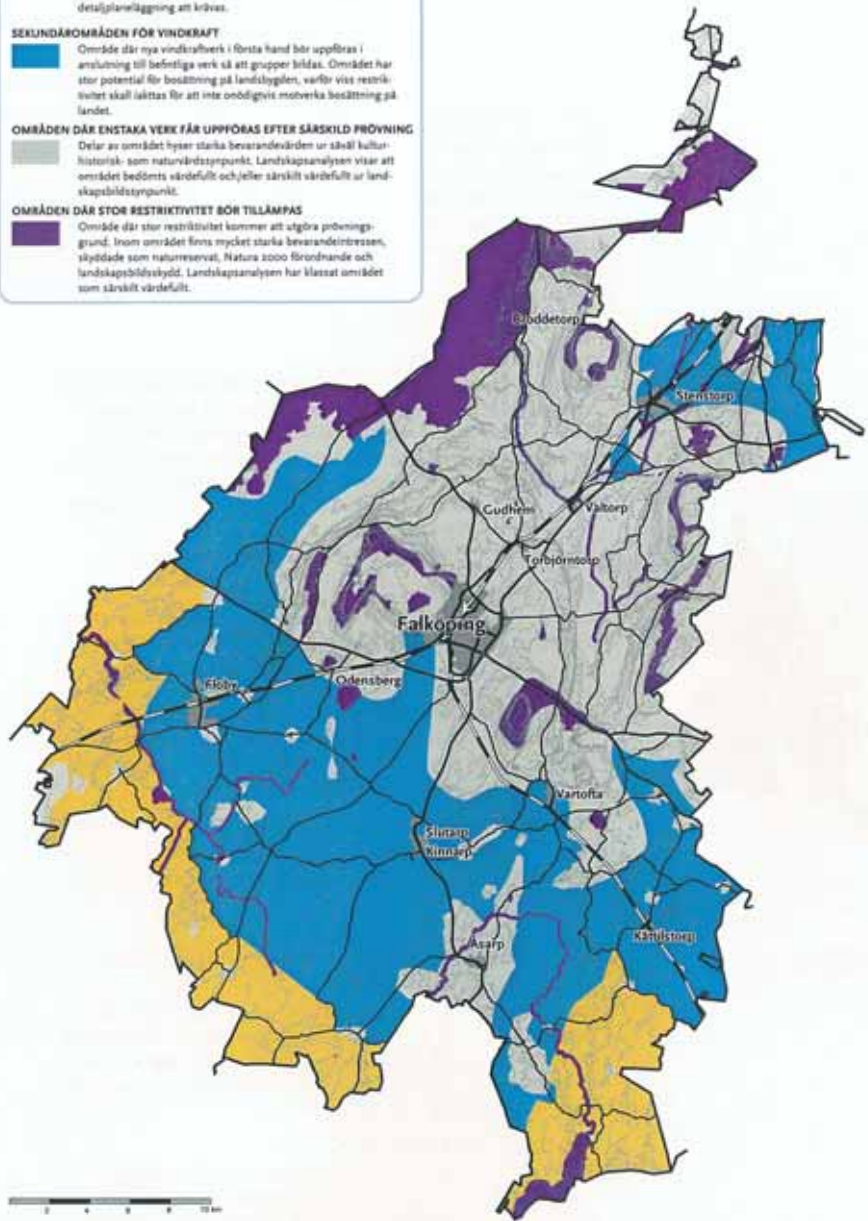 detaljplaneläggning att krävas.
SEKUNDÄROMRÅDEN FÖR VINDKRAFT
Område där nya vindkraftverk i första hand bör uppföras i
anslutning till befintliga verk så att grupper bildas. Området har
stor potential för bosättning på landsbygden, varför viss restrik-
tivitet skall iakttas för att inte onödigtvis motverka bosättning på
landet.
OMRÅDEN DÄR ENSTAKA VERK FÅR UPPFÖRAS EFTER SÄRSKILD PRÖVNING
Delar av området hyser starka bevarandevärden ur såväl kultur-
historisk- som naturvårdssynpunkt. Landskapsanalysen visar att
området bedömts värdefullt och/eller särskilt värdefullt ur land-
skapsbildssynpunkt.
OMRÅDEN DÄR STOR RESTRIKTIVITET BÖR TILLÄMPAS
Område där stor restriktivitet kommer att utgöra prövnings-
grund. Inom området finns mycket starka bevarandeintressen,
skyddade som naturreservat, Natura 2000 förordnande och
landskapsbildsskydd. Landskapsanalysen har klassat området
som särskilt värdefullt.
Broddetorp
Stenstorp
Gudhem
Valtorp
Torbjörntorp
Falköping
Floby
Odensberg
Vartofta
Slutarp
Kinnarp
Kättilstorp
Åsarp
2 4 6 8 10 km